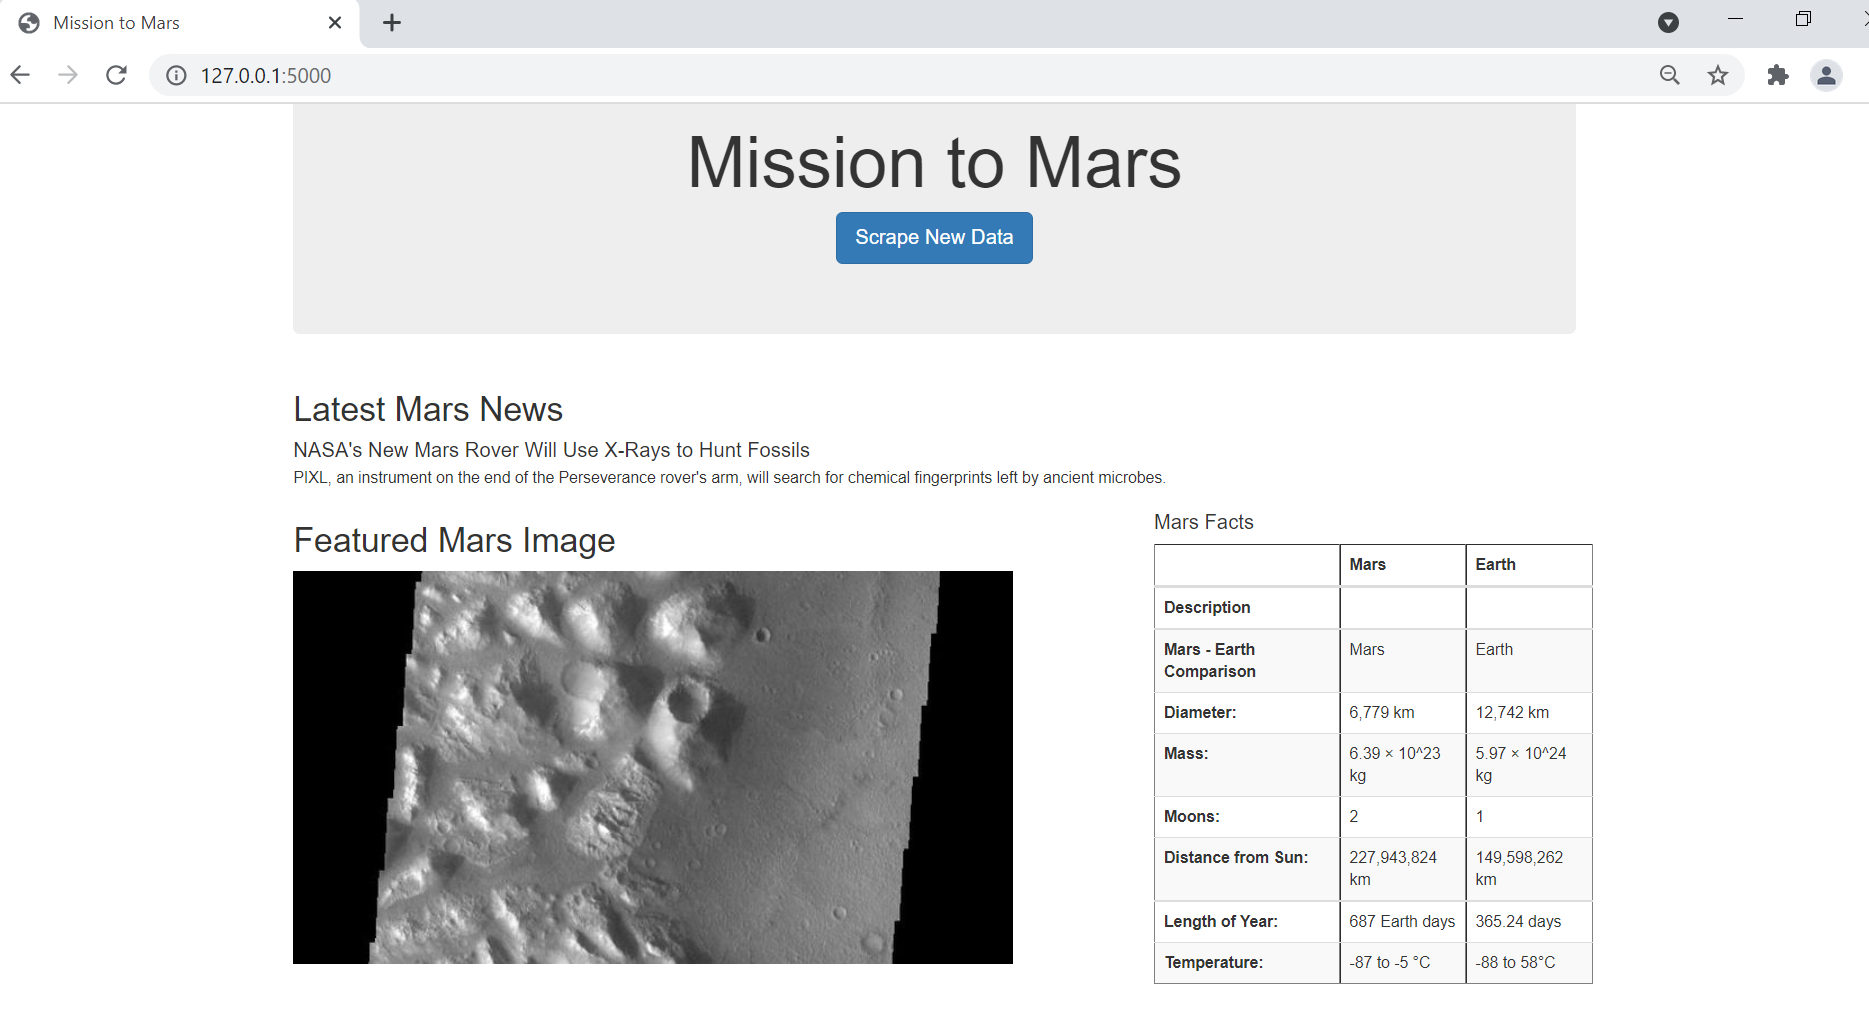 Mission to Mars
127.0.0.1:5000
Mission to Mars
Scrape New Data
Latest Mars News
NASA's New Mars Rover Will Use X-Rays to Hunt Fossils
PIXL, an instrument on the end of the Perseverance rover's arm, will search for chemical fingerprints left by ancient microbes.
Featured Mars Image
Mars Facts
Mars Earth
Description
Mars - Earth
Comparison
Mars Earth
Diameter: 6,779 km 12,742 km
Mass: 6.39 × 10^23 5.97 × 10^24
kg kg
Moons: 2 1
Distance from Sun: 227,943,824 149,598,262
km km
Length of Year: 687 Earth days 365.24 days
Temperature: -87 to -5 °C -88 to 58°C